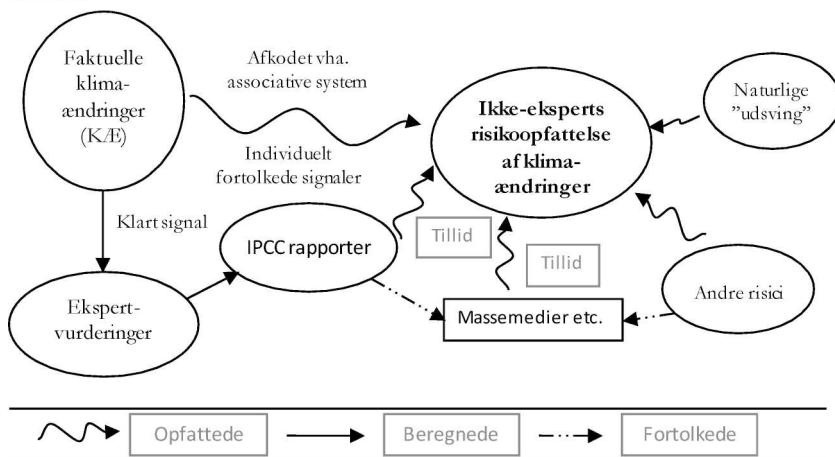 Faktuelle
klima-
ændringer
(KÆ)
Afkodet vha.
associative system
Individuelt
fortolkede signaler
Ikke-eksperts
risikoopfattelse
af klima-
ændringer
Naturlige
”udsving”
Klart signal
IPCC rapporter
Tillid
Tillid
Ekspert-
vurderinger
Massemedier etc.
Andre risici
Opfattede
Beregnede
Fortolkede